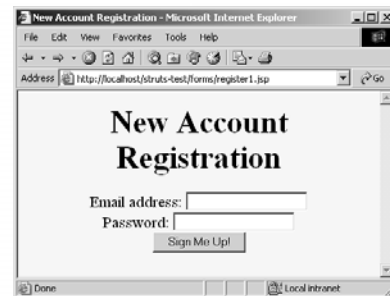 New Account Registration - Microsoft Internet Explorer
File Edit View Favorites Tools Help
Address http://localhost/struts-test/forms/register1.jsp Go
New Account
Registration
Email address:
Password:
Sign Me Up!
Done Local intranet